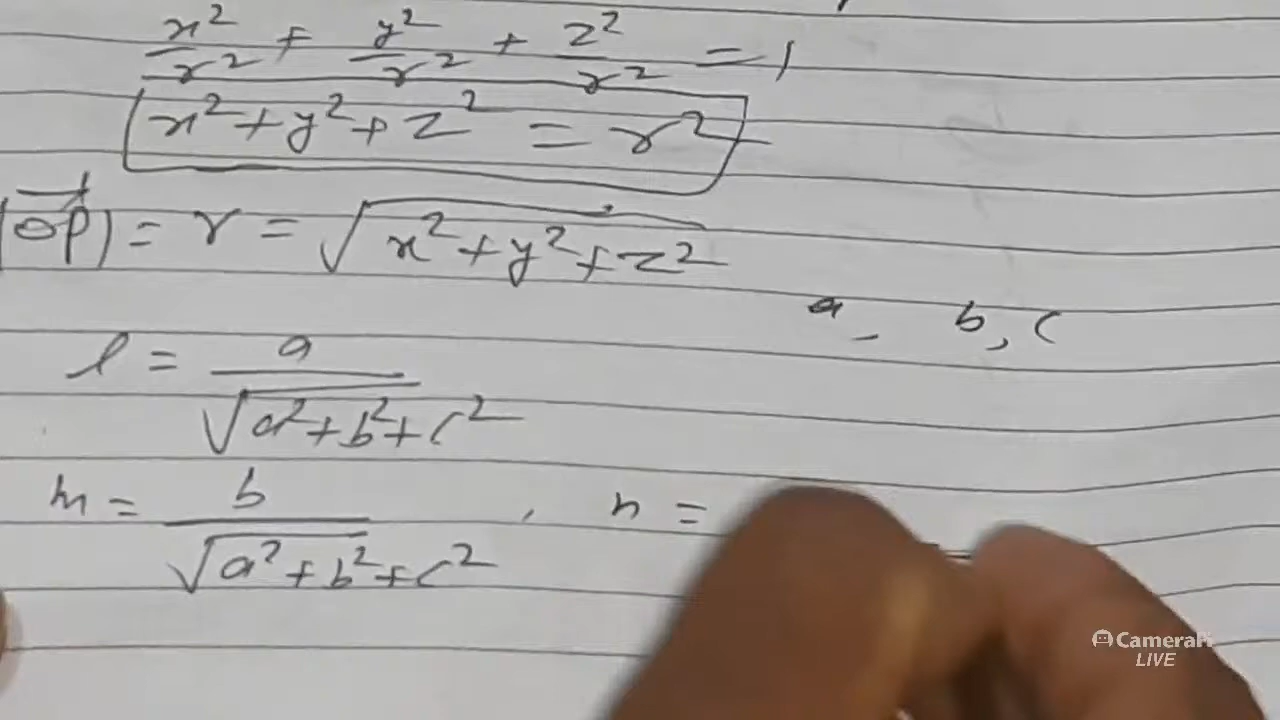 x²/r² + y²/r² + z²/r² = 1
x² + y² + z² = r²
|OP⃗| = r = √(x² + y² + z²)
a, b, c
l = a/√(a² + b² + c²)
m = b/√(a² + b² + c²), n =
CameraFi
LIVE